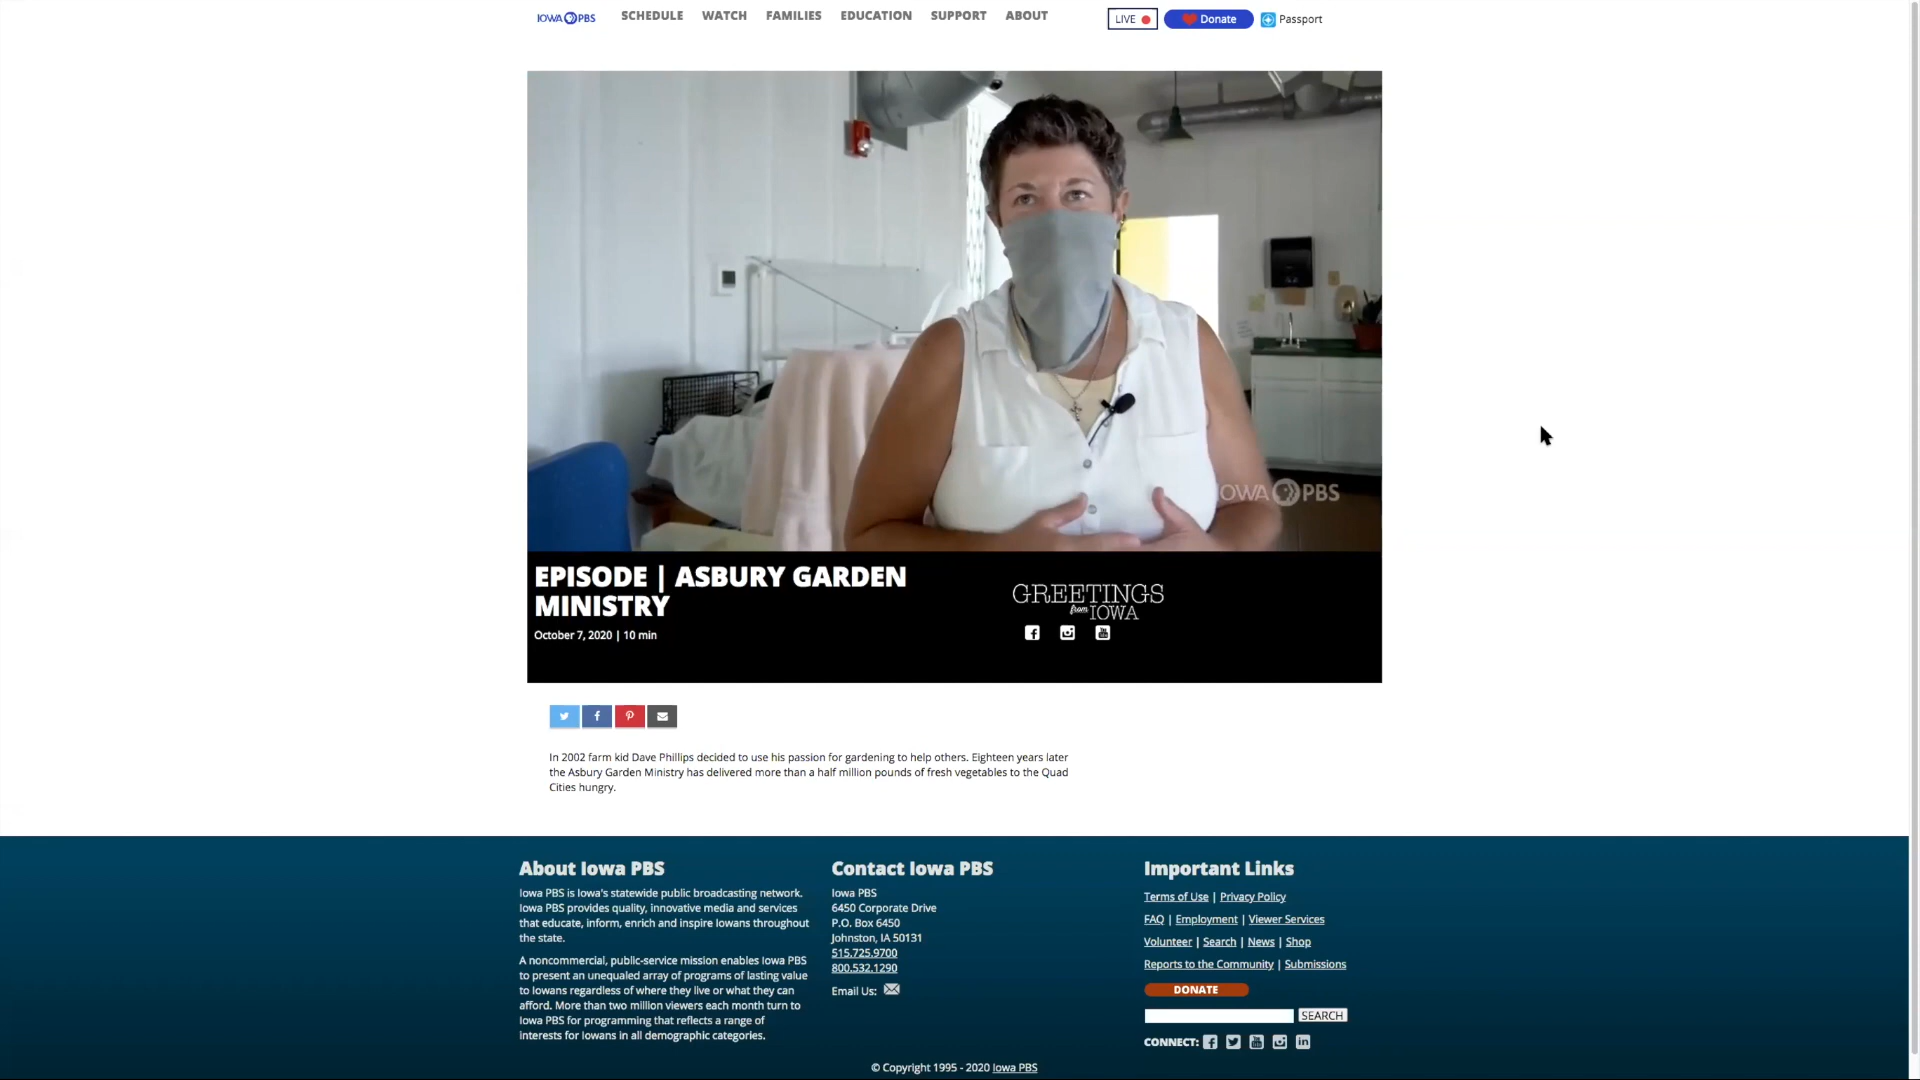 IOWA PBS
SCHEDULE WATCH FAMILIES EDUCATION SUPPORT ABOUT
LIVE
Donate
Passport
IOWA PBS
EPISODE | ASBURY GARDEN
MINISTRY
October 7, 2020 | 10 min
GREETINGS
from IOWA
In 2002 farm kid Dave Phillips decided to use his passion for gardening to help others. Eighteen years later
the Asbury Garden Ministry has delivered more than a half million pounds of fresh vegetables to the Quad
Cities hungry.
About Iowa PBS
Iowa PBS is Iowa's statewide public broadcasting network.
Iowa PBS provides quality, innovative media and services
that educate, inform, enrich and inspire Iowans throughout
the state.
A noncommercial, public-service mission enables Iowa PBS
to present an unequaled array of programs of lasting value
to Iowans regardless of where they live or what they can
afford. More than two million viewers each month turn to
Iowa PBS for programming that reflects a range of
interests for Iowans in all demographic categories.
Contact Iowa PBS
Iowa PBS
6450 Corporate Drive
P.O. Box 6450
Johnston, IA 50131
515.725.9700
800.532.1290
Email Us:
Important Links
Terms of Use | Privacy Policy
FAQ | Employment | Viewer Services
Volunteer | Search | News | Shop
Reports to the Community | Submissions
DONATE
SEARCH
CONNECT:
© Copyright 1995 - 2020 Iowa PBS